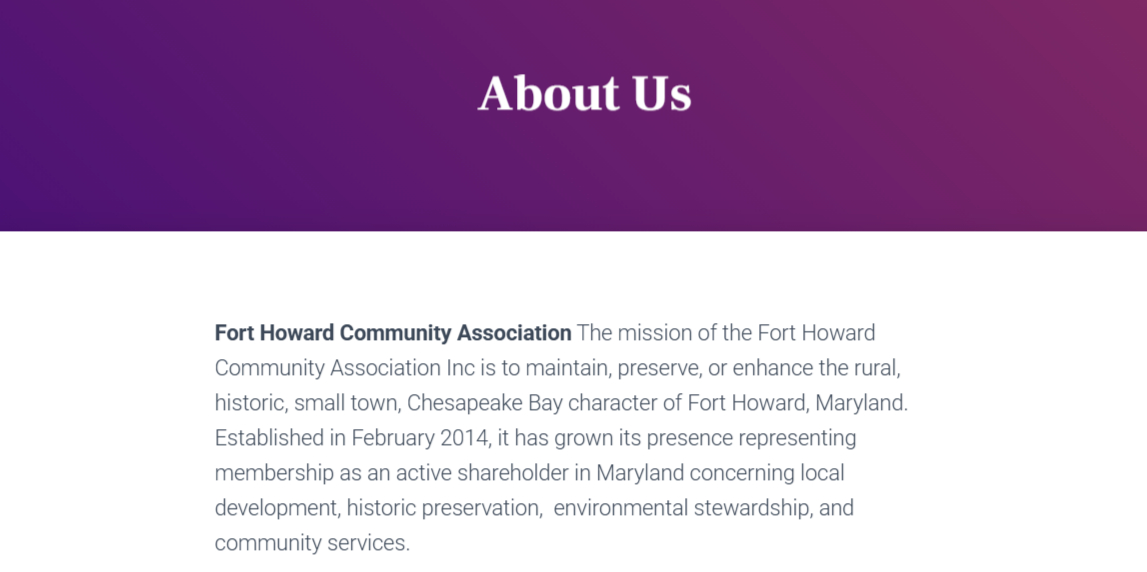 About Us
Fort Howard Community Association The mission of the Fort Howard
Community Association Inc is to maintain, preserve, or enhance the rural,
historic, small town, Chesapeake Bay character of Fort Howard, Maryland.
Established in February 2014, it has grown its presence representing
membership as an active shareholder in Maryland concerning local
development, historic preservation,  environmental stewardship, and
community services.